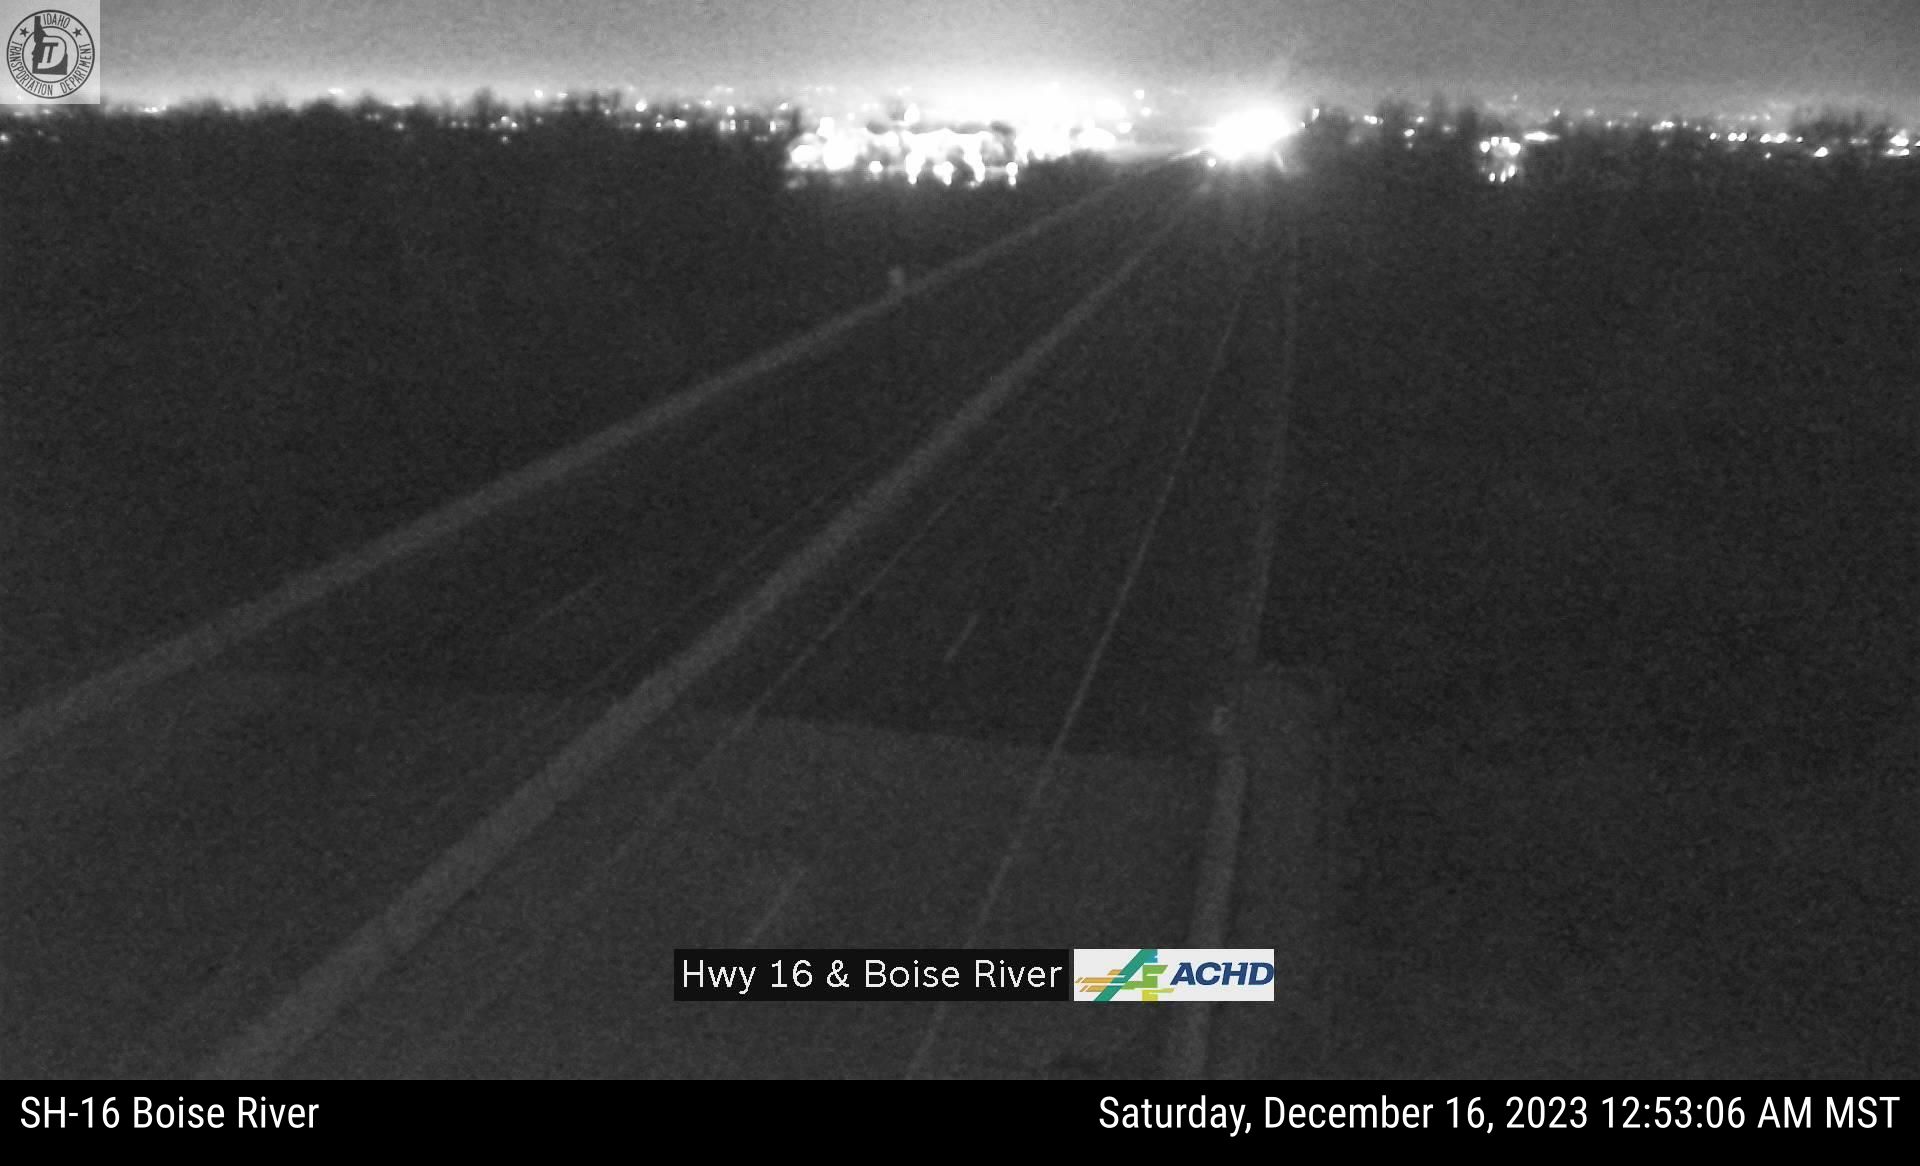 IDAHO
TRANSPORTATION DEPARTMENT
T
Hwy 16 & Boise River
ACHD
SH-16 Boise River
Saturday, December 16, 2023 12:53:06 AM MST